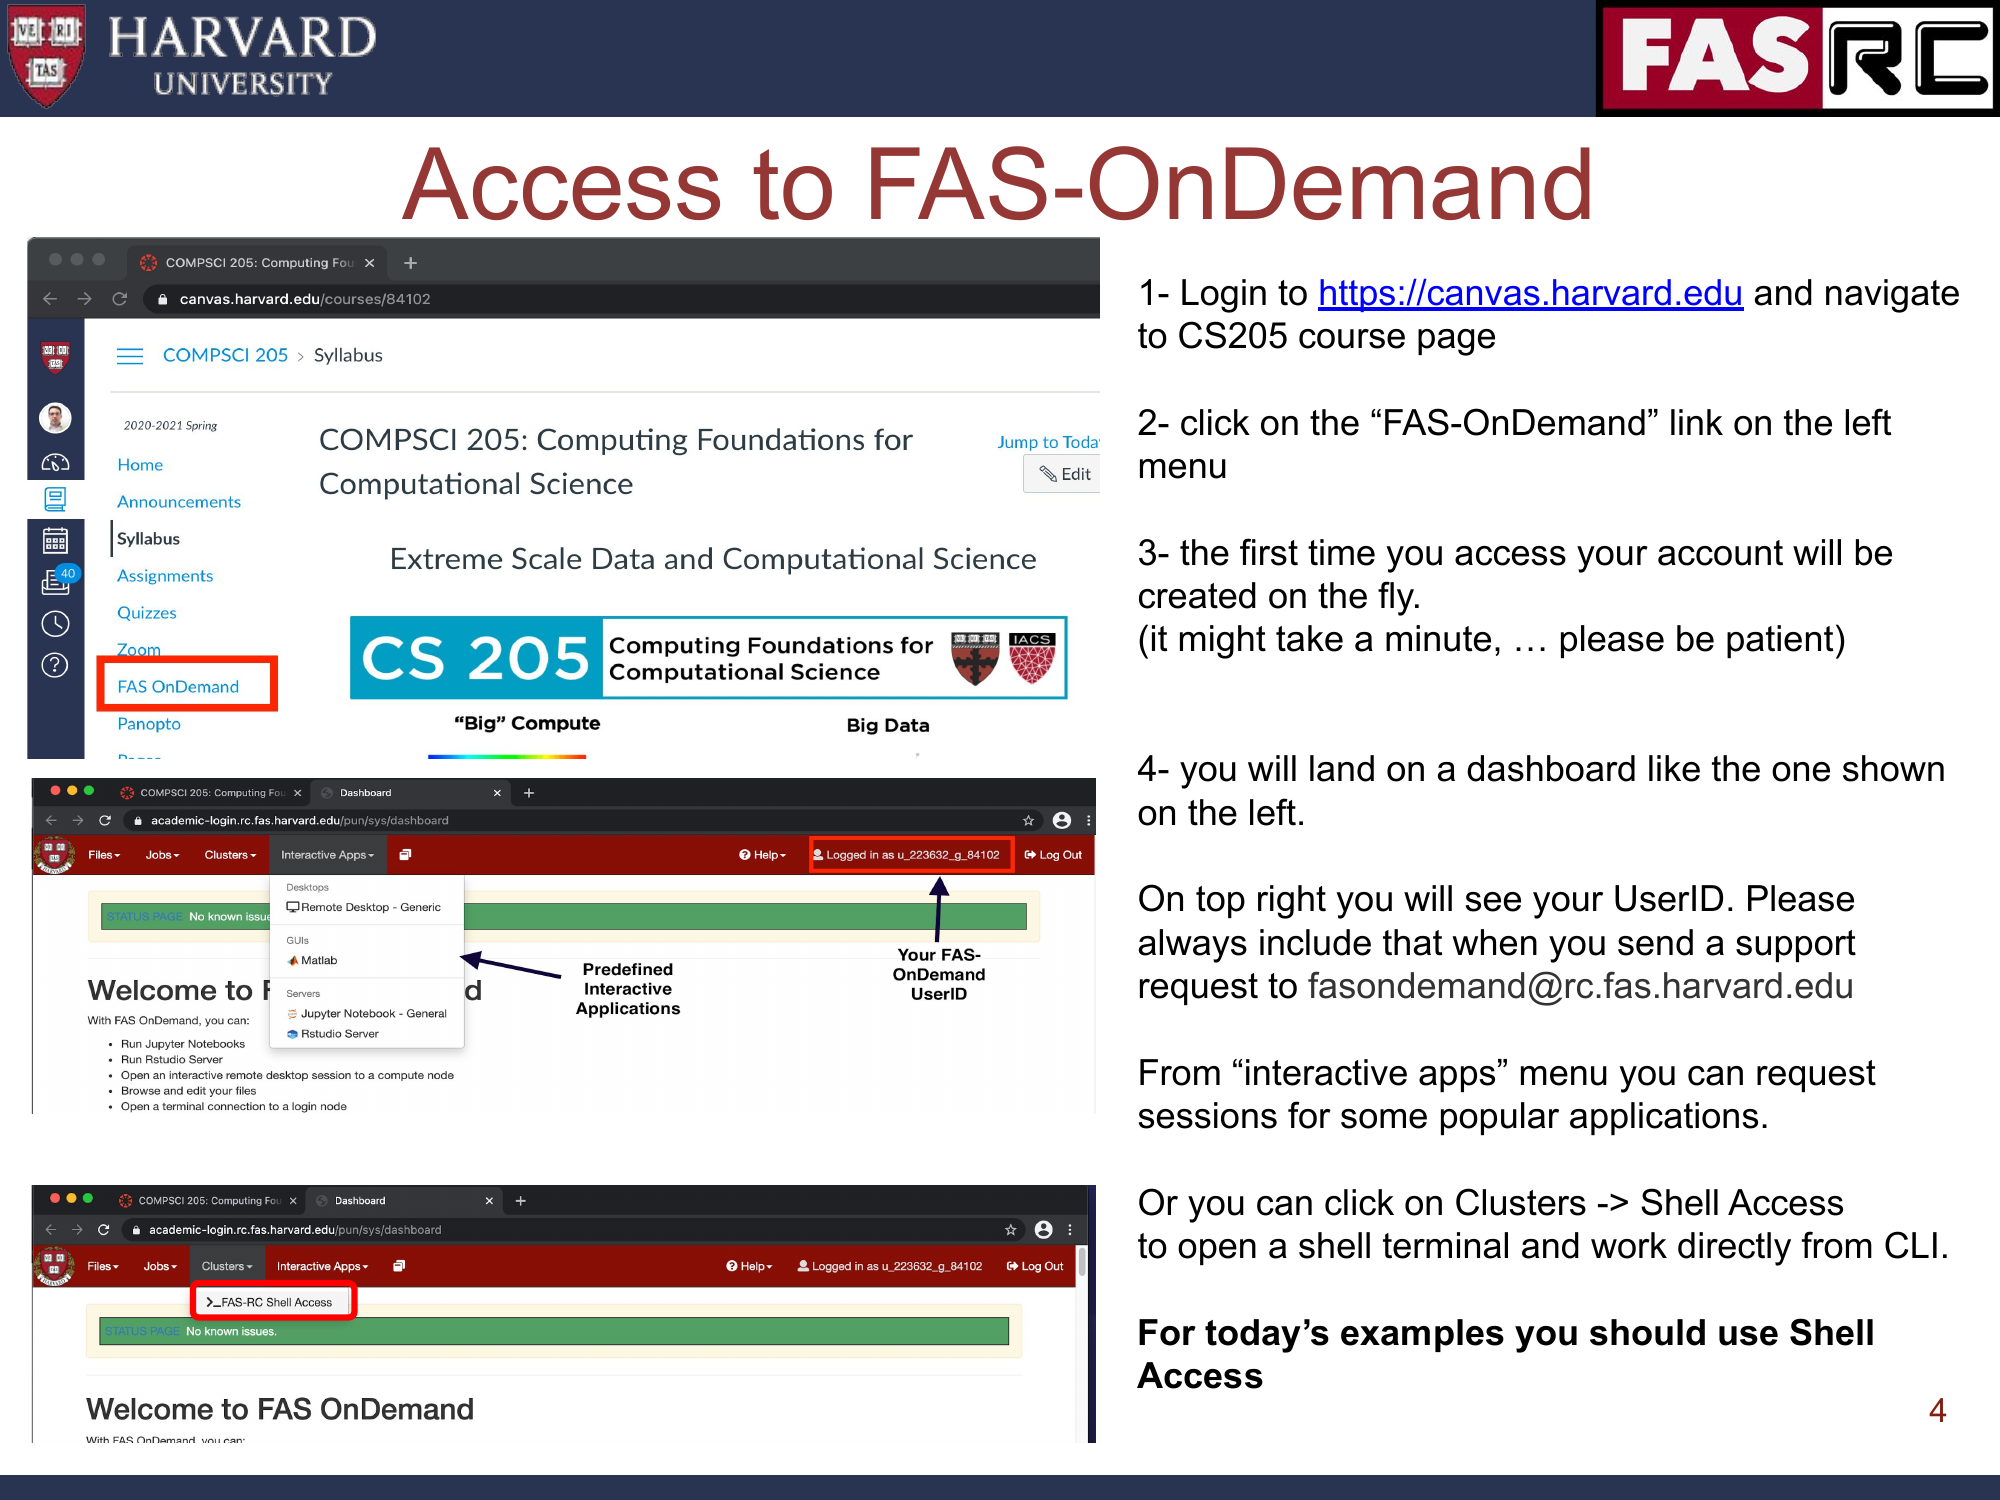 VE RI
TAS
HARVARD
UNIVERSITY
FAS RC
Access to FAS-OnDemand
COMPSCI 205: Computing Fou
canvas.harvard.edu/courses/84102
COMPSCI 205 > Syllabus
2020-2021 Spring
Home
Announcements
Syllabus
Assignments
Quizzes
Zoom
FAS OnDemand
Panopto
40
COMPSCI 205: Computing Foundations for
Computational Science
Jump to Toda
Edit
Extreme Scale Data and Computational Science
CS 205
Computing Foundations for
Computational Science
IACS
“Big” Compute
Big Data
COMPSCI 205: Computing Fou
Dashboard
academic-login.rc.fas.harvard.edu/pun/sys/dashboard
Files
Jobs
Clusters
Interactive Apps
Help
Logged in as u_223632_g_84102
Log Out
Desktops
Remote Desktop - Generic
GUIs
Matlab
Servers
Jupyter Notebook - General
Rstudio Server
STATUS PAGE No known issue
Welcome to F
d
With FAS OnDemand, you can:
• Run Jupyter Notebooks
• Run Rstudio Server
• Open an interactive remote desktop session to a compute node
• Browse and edit your files
• Open a terminal connection to a login node
Predefined
Interactive
Applications
Your FAS-
OnDemand
UserID
COMPSCI 205: Computing Fou
Dashboard
academic-login.rc.fas.harvard.edu/pun/sys/dashboard
Files
Jobs
Clusters
Interactive Apps
Help
Logged in as u_223632_g_84102
Log Out
>_FAS-RC Shell Access
STATUS PAGE No known issues.
Welcome to FAS OnDemand
With FAS OnDemand, you can:
1- Login to https://canvas.harvard.edu and navigate
to CS205 course page
2- click on the “FAS-OnDemand” link on the left
menu
3- the first time you access your account will be
created on the fly.
(it might take a minute, … please be patient)
4- you will land on a dashboard like the one shown
on the left.
On top right you will see your UserID. Please
always include that when you send a support
request to fasondemand@rc.fas.harvard.edu
From “interactive apps” menu you can request
sessions for some popular applications.
Or you can click on Clusters -> Shell Access
to open a shell terminal and work directly from CLI.
For today’s examples you should use Shell
Access
4